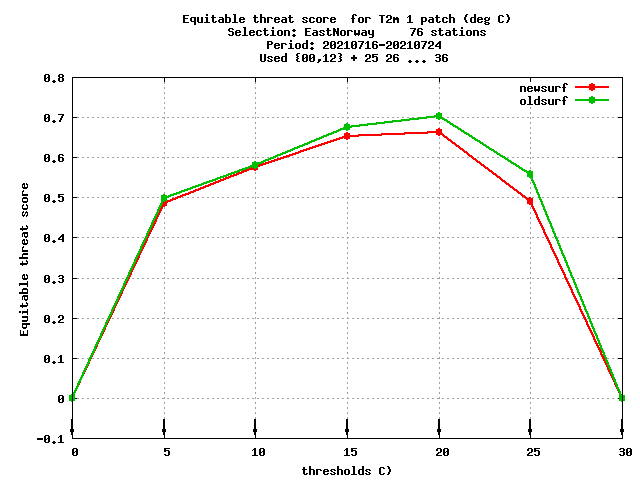 Equitable threat score  for T2m 1 patch (deg C)
Selection: EastNorway     76 stations
Period: 20210716-20210724
Used {00,12} + 25 26 ... 36
newsurf
oldsurf
0.8
0.7
0.6
0.5
0.4
0.3
0.2
0.1
0
-0.1
Equitable threat score
0 5 10 15 20 25 30
thresholds C)